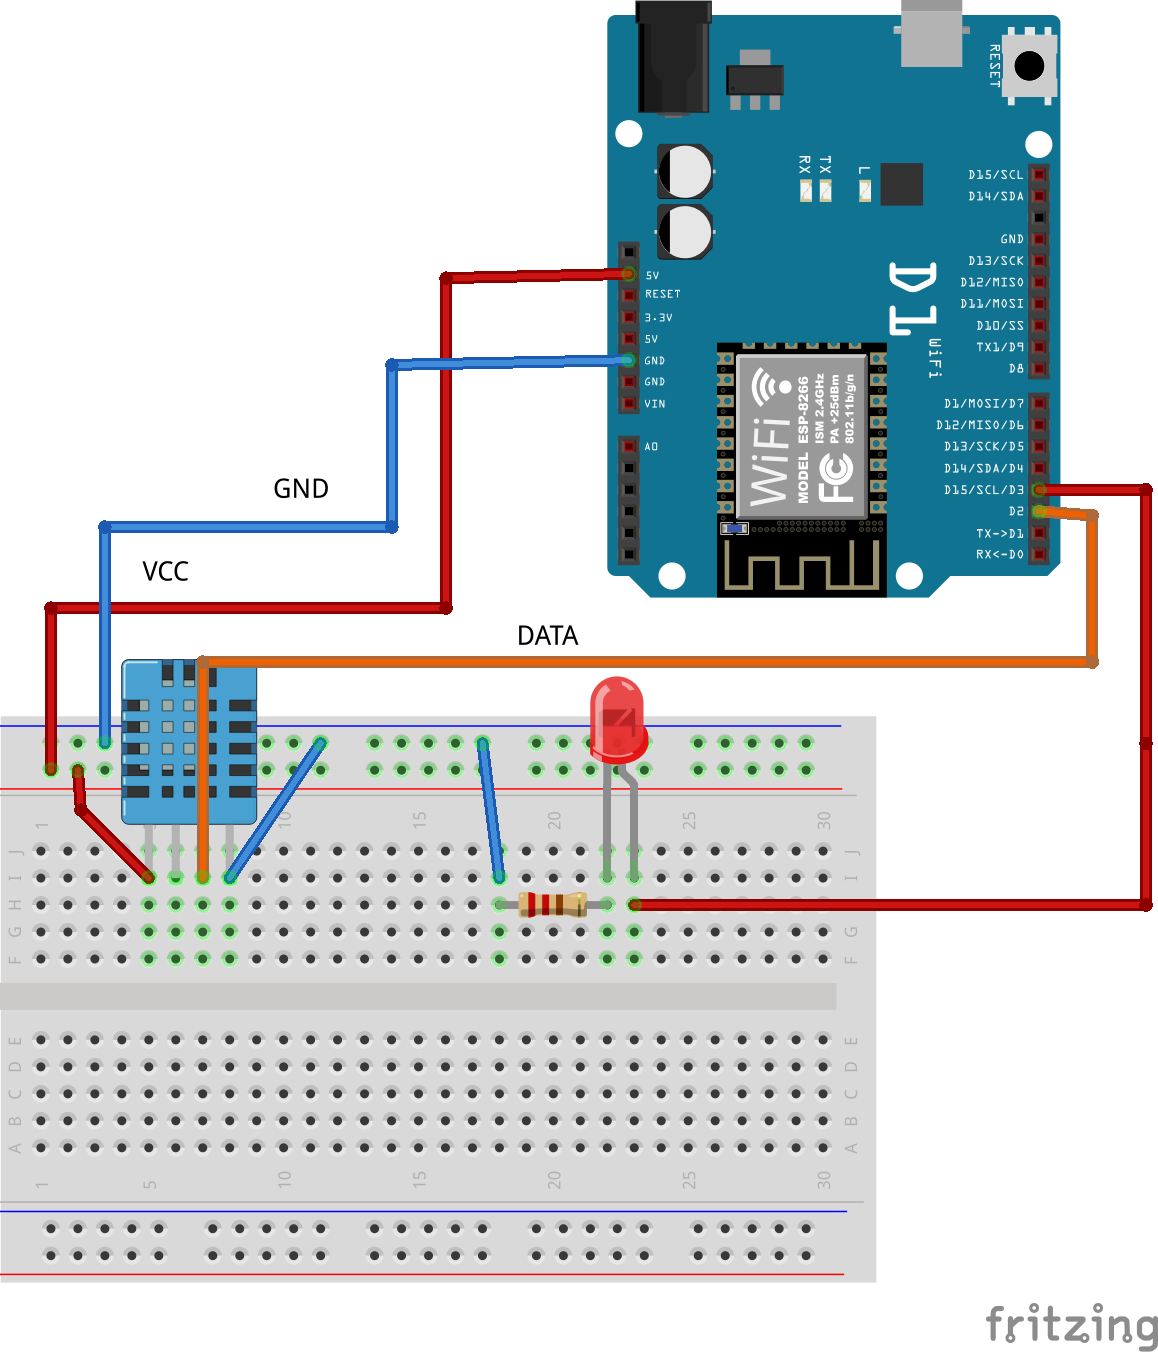 RESET
RX
TX
L
D15/SCL
D14/SDA
GND
D13/SCK
D12/MISO
D11/MOSI
D10/SS
TX1/D9
D8
D1
WiFi
5V
RESET
3.3V
5V
GND
GND
VIN
A0
D1/MOSI/D7
D12/MISO/D6
D13/SCK/D5
D14/SDA/D4
D15/SCL/D3
D2
TX->D1
RX<-D0
WiFi
MODEL ESP-8266
ISM 2.4GHz
PA +25dBm
802.11b/g/n
FC
GND
VCC
DATA
1
5
10
15
20
25
30
J J
I I
H H
G G
F F
E E
D D
C C
B B
A A
1
5
10
15
20
25
30
fritzing